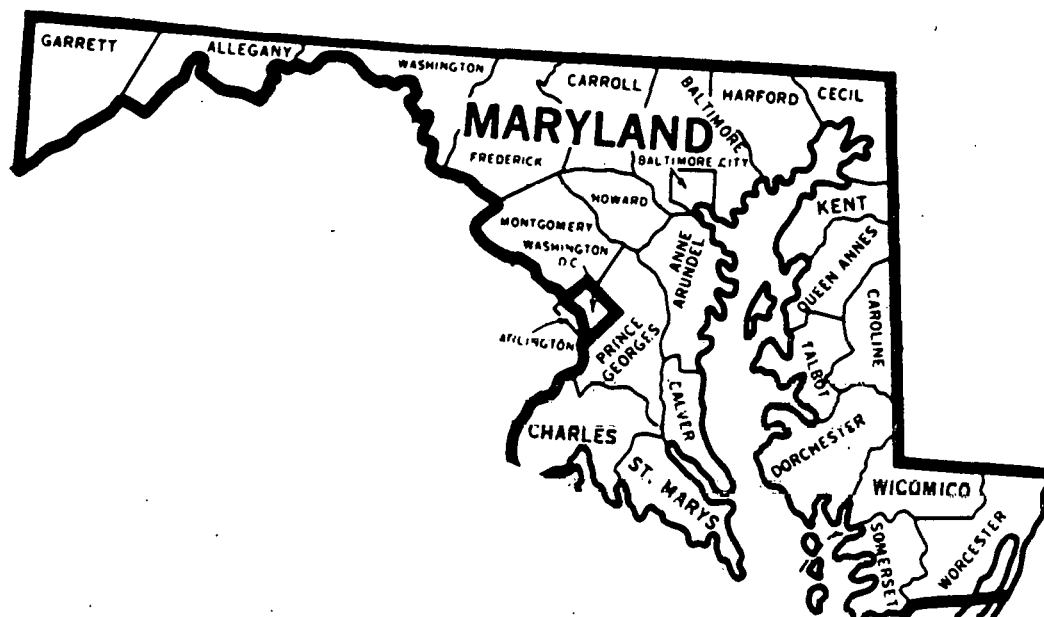 GARRETT
ALLEGANY
WASHINGTON
CARROLL
BALTIMORE
HARFORD
CECIL
MARYLAND
FREDERICK
BALTIMORE CITY
HOWARD
KENT
MONTGOMERY
WASHINGTON
D.C.
ANNE
ARUNDEL
QUEEN ANNES
CAROLINE
ARLINGTON
PRINCE
GEORGES
TALBOT
CALVER
CHARLES
DORCHESTER
ST. MARYS
WICOMICO
SOMERSET
WORCESTER